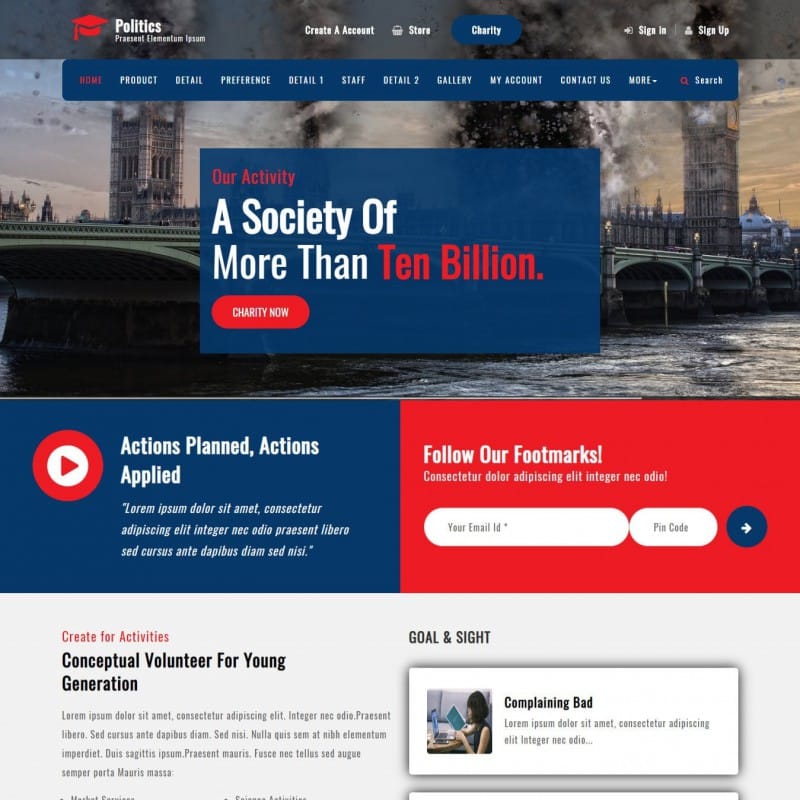 Politics
Praesent Elementum Ipsum
Create A Account
Store
Charity
Sign In
Sign Up
HOME
PRODUCT
DETAIL
PREFERENCE
DETAIL 1
STAFF
DETAIL 2
GALLERY
MY ACCOUNT
CONTACT US
MORE
Search
Our Activity
A Society Of
More Than Ten Billion.
CHARITY NOW
Actions Planned, Actions
Applied
"Lorem ipsum dolor sit amet, consectetur
adipiscing elit integer nec odio praesent libero
sed cursus ante dapibus diam sed nisi."
Follow Our Footmarks!
Consectetur dolor adipiscing elit integer nec odio!
Your Email Id *
Pin Code
Create for Activities
Conceptual Volunteer For Young
Generation
Lorem ipsum dolor sit amet, consectetur adipiscing elit. Integer nec odio.Praesent
libero. Sed cursus ante dapibus diam. Sed nisi. Nulla quis sem at nibh elementum
imperdiet. Duis sagittis ipsum.Praesent mauris. Fusce nec tellus sed augue
semper porta Mauris massa:
Market Services
Science Activities
GOAL & SIGHT
Complaining Bad
Lorem ipsum dolor sit amet, consectetur adipiscing
elit Integer nec odio...